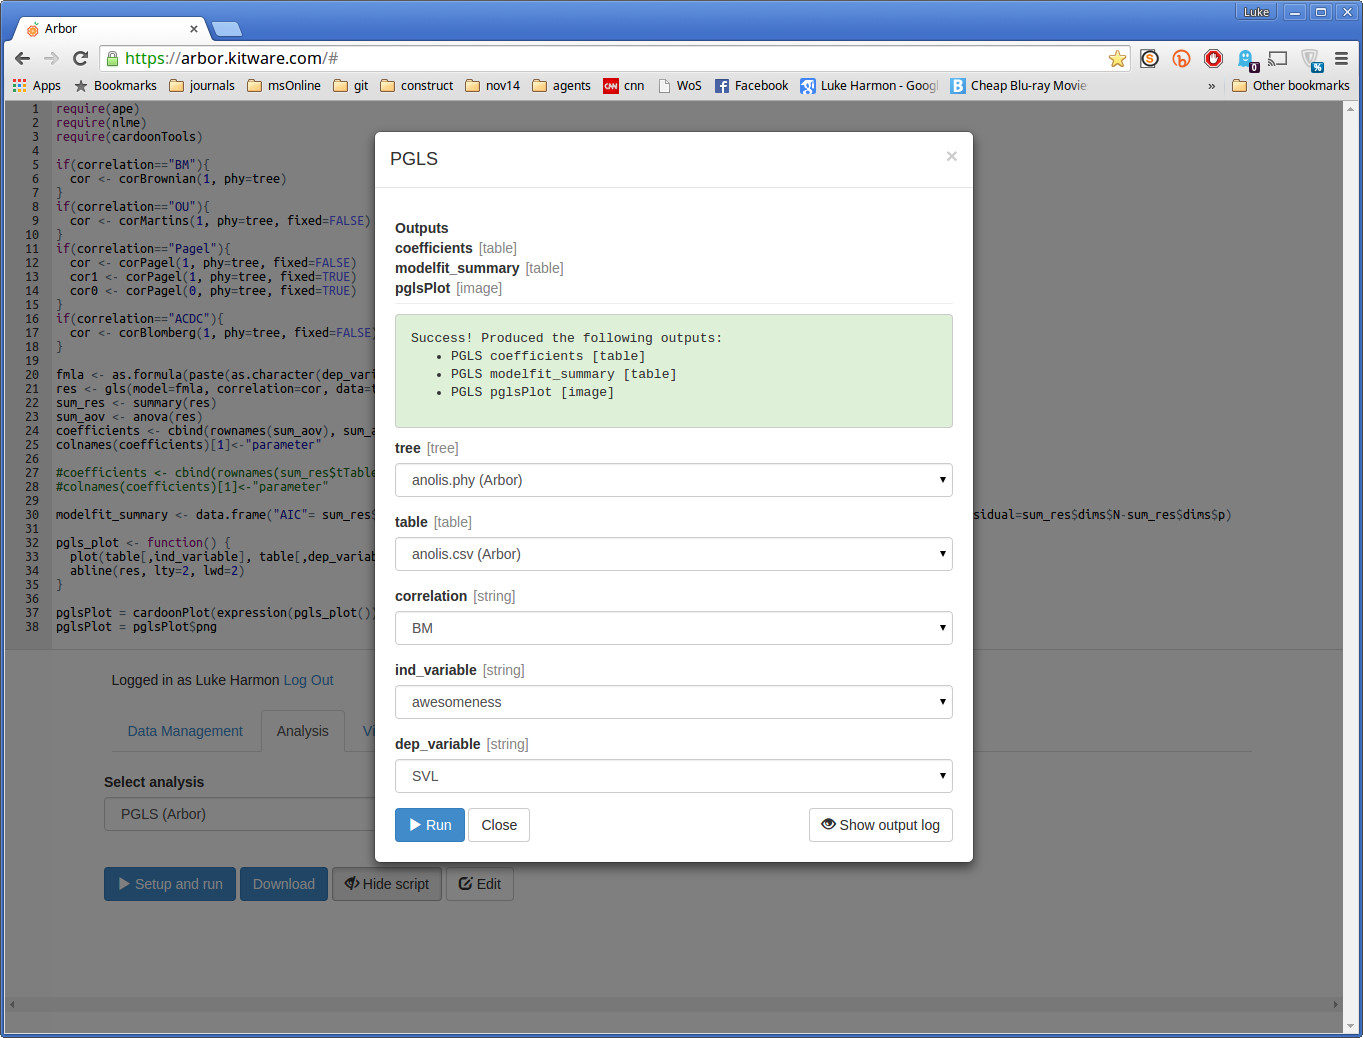 Luke
Arbor
https://arbor.kitware.com/#
Apps Bookmarks journals msOnline git construct nov14 agents cnn WoS Facebook Luke Harmon - Goog Cheap Blu-ray Movie » Other bookmarks
1 require(ape)
2 require(nlme)
3 require(cardoonTools)
4
5 if(correlation=="BM"){
6 cor <- corBrownian(1, phy=tree)
7 }
8 if(correlation=="OU"){
9 cor <- corMartins(1, phy=tree, fixed=FALSE)
10 }
11 if(correlation=="Pagel"){
12 cor <- corPagel(1, phy=tree, fixed=FALSE)
13 cor1 <- corPagel(1, phy=tree, fixed=TRUE)
14 cor0 <- corPagel(0, phy=tree, fixed=TRUE)
15 }
16 if(correlation=="ACDC"){
17 cor <- corBlomberg(1, phy=tree, fixed=FALSE
18 }
19
20 fmla <- as.formula(paste(as.character(dep_vari
21 res <- gls(model=fmla, correlation=cor, data=t
22 sum_res <- summary(res)
23 sum_aov <- anova(res)
24 coefficients <- cbind(rownames(sum_aov), sum_a
25 colnames(coefficients)[1]<-"parameter"
26
27 #coefficients <- cbind(rownames(sum_res$tTable
28 #colnames(coefficients)[1]<-"parameter"
29
30 modelfit_summary <- data.frame("AIC"= sum_res$ sidual=sum_res$dims$N-sum_res$dims$p)
31
32 pgls_plot <- function() {
33 plot(table[,ind_variable], table[,dep_variab
34 abline(res, lty=2, lwd=2)
35 }
36
37 pglsPlot = cardoonPlot(expression(pgls_plot())
38 pglsPlot = pglsPlot$png
PGLS ×
Outputs
coefficients [table]
modelfit_summary [table]
pglsPlot [image]
Success! Produced the following outputs:
• PGLS coefficients [table]
• PGLS modelfit_summary [table]
• PGLS pglsPlot [image]
tree [tree]
anolis.phy (Arbor)
table [table]
anolis.csv (Arbor)
correlation [string]
BM
ind_variable [string]
awesomeness
dep_variable [string]
SVL
Run Close Show output log
Logged in as Luke Harmon Log Out
Data Management Analysis Vi
Select analysis
PGLS (Arbor)
Setup and run Download Hide script Edit